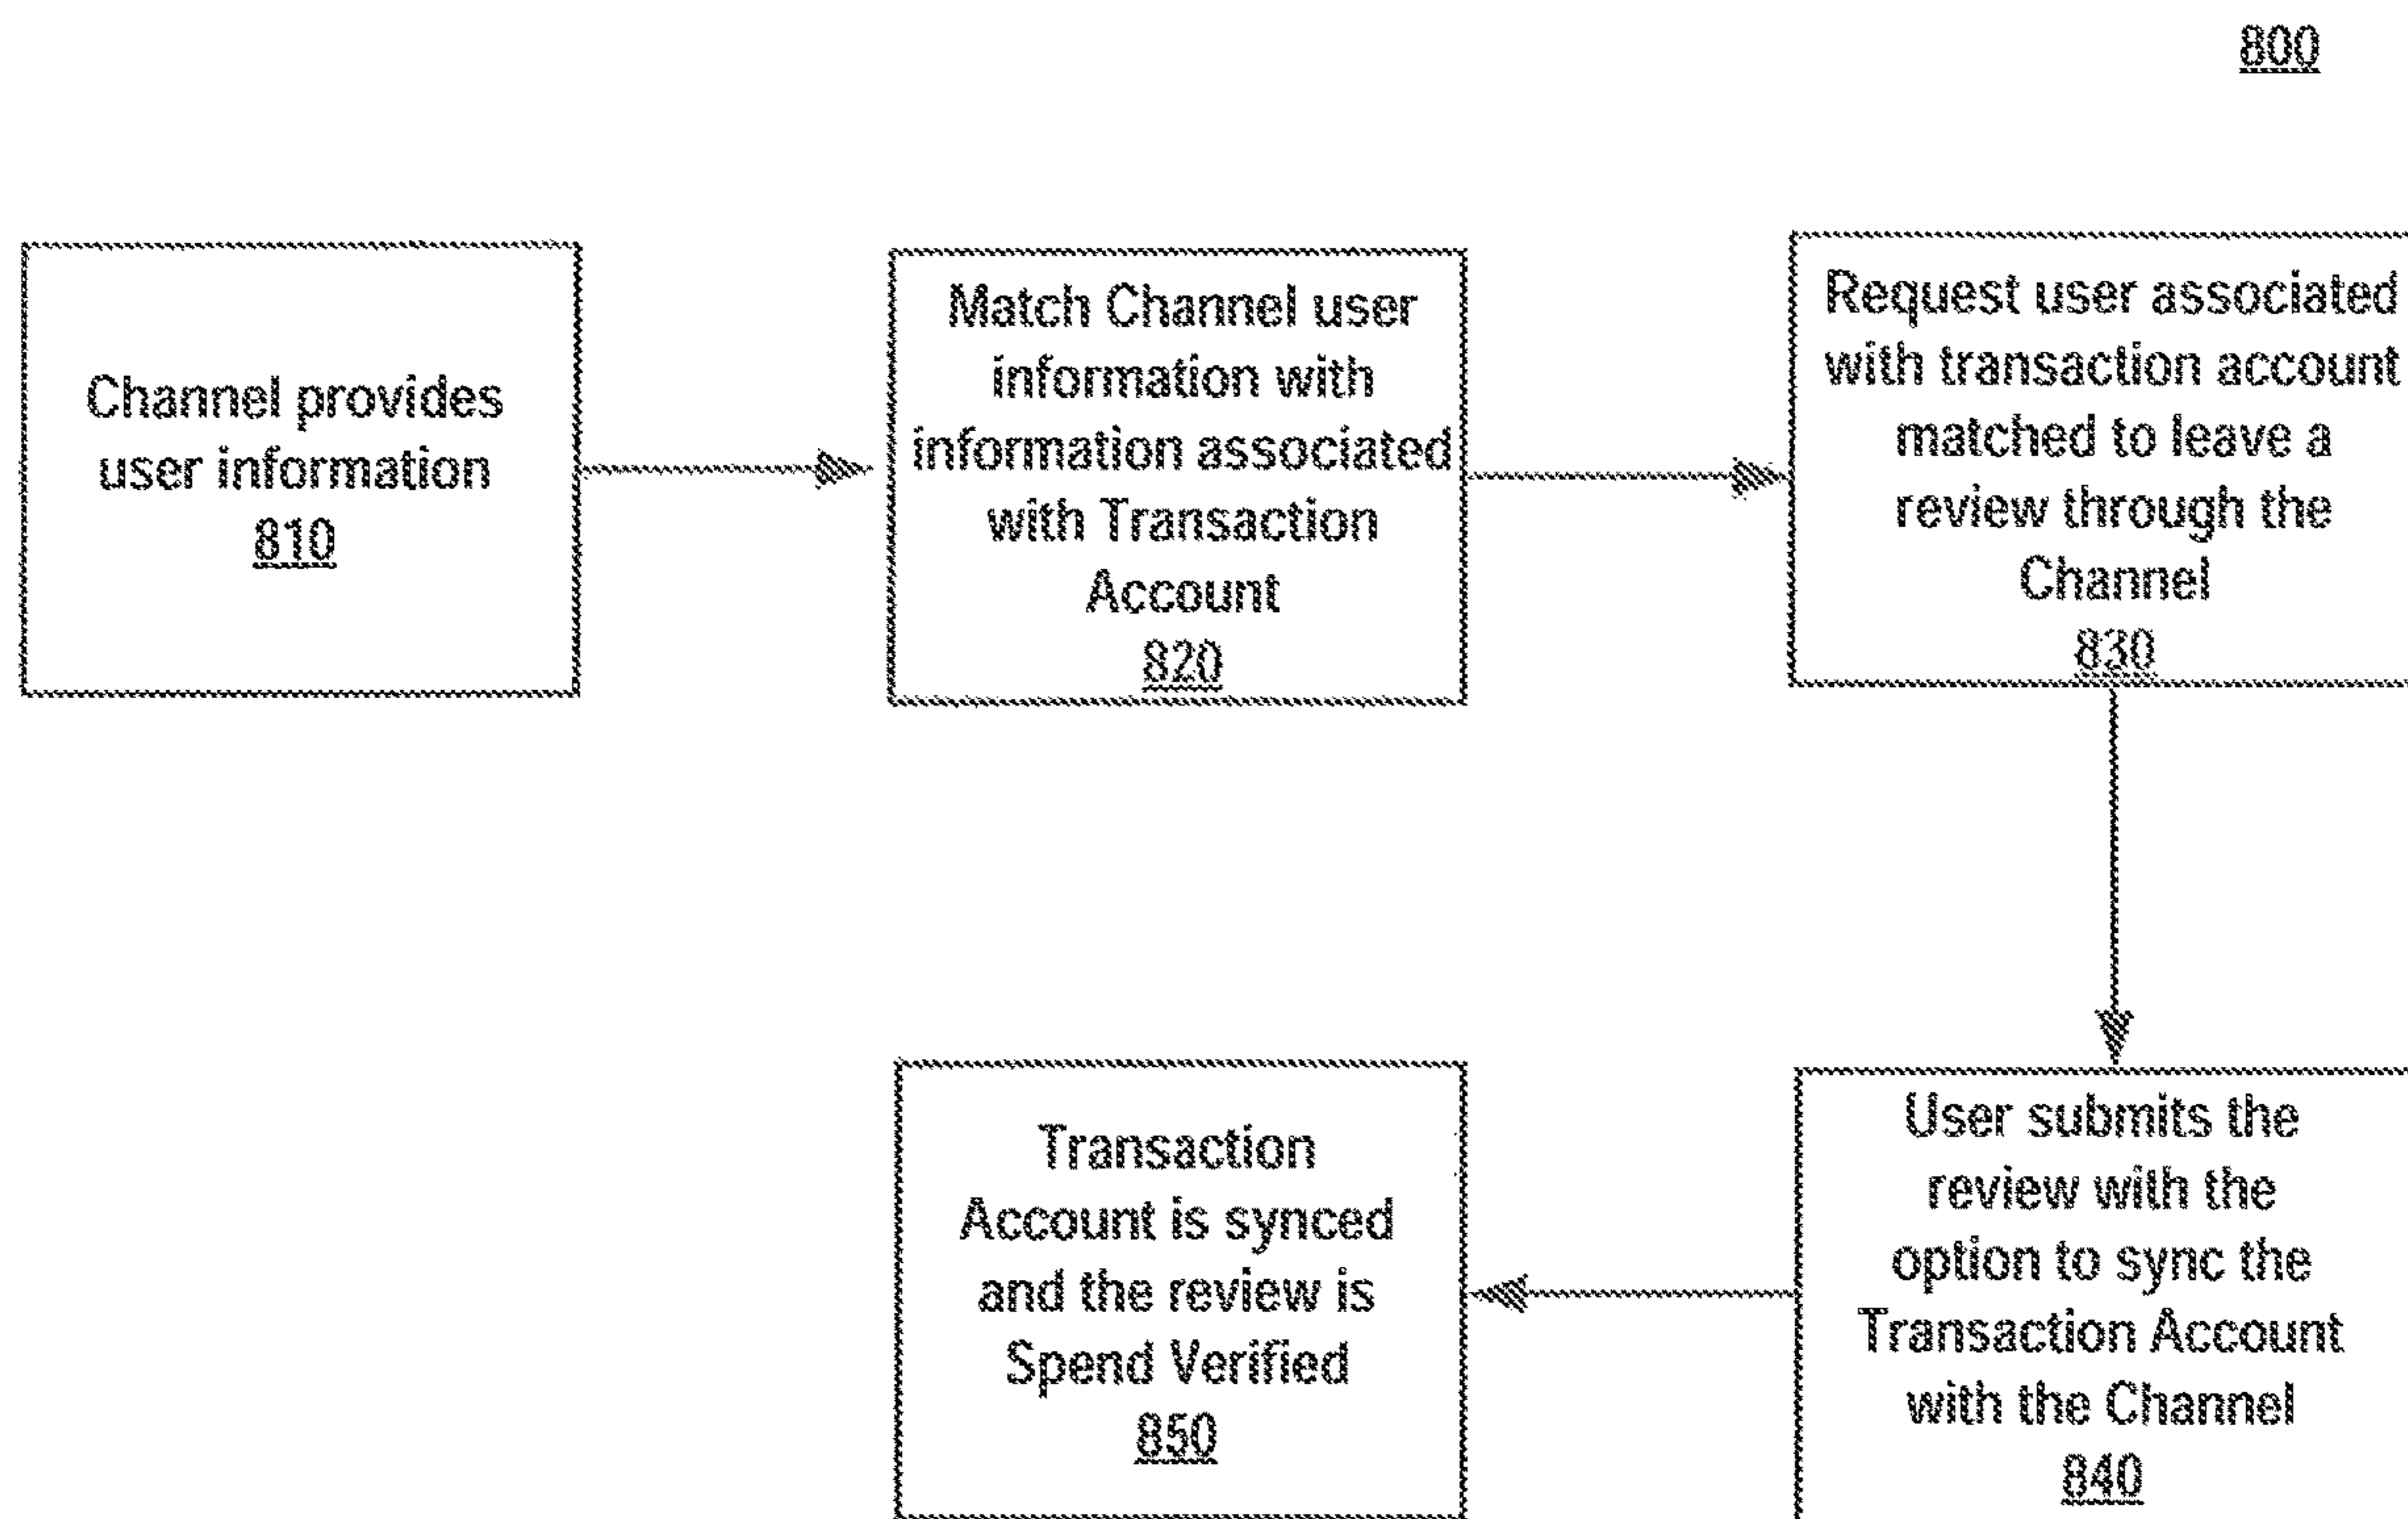 800
Channel provides
user information
810
Match Channel user
information with
information associated
with Transaction
Account
820
Request user associated
with transaction account
matched to leave a
review through the
Channel
830
User submits the
review with the
option to sync the
Transaction Account
with the Channel
840
Transaction
Account is synced
and the review is
Spend Verified
850